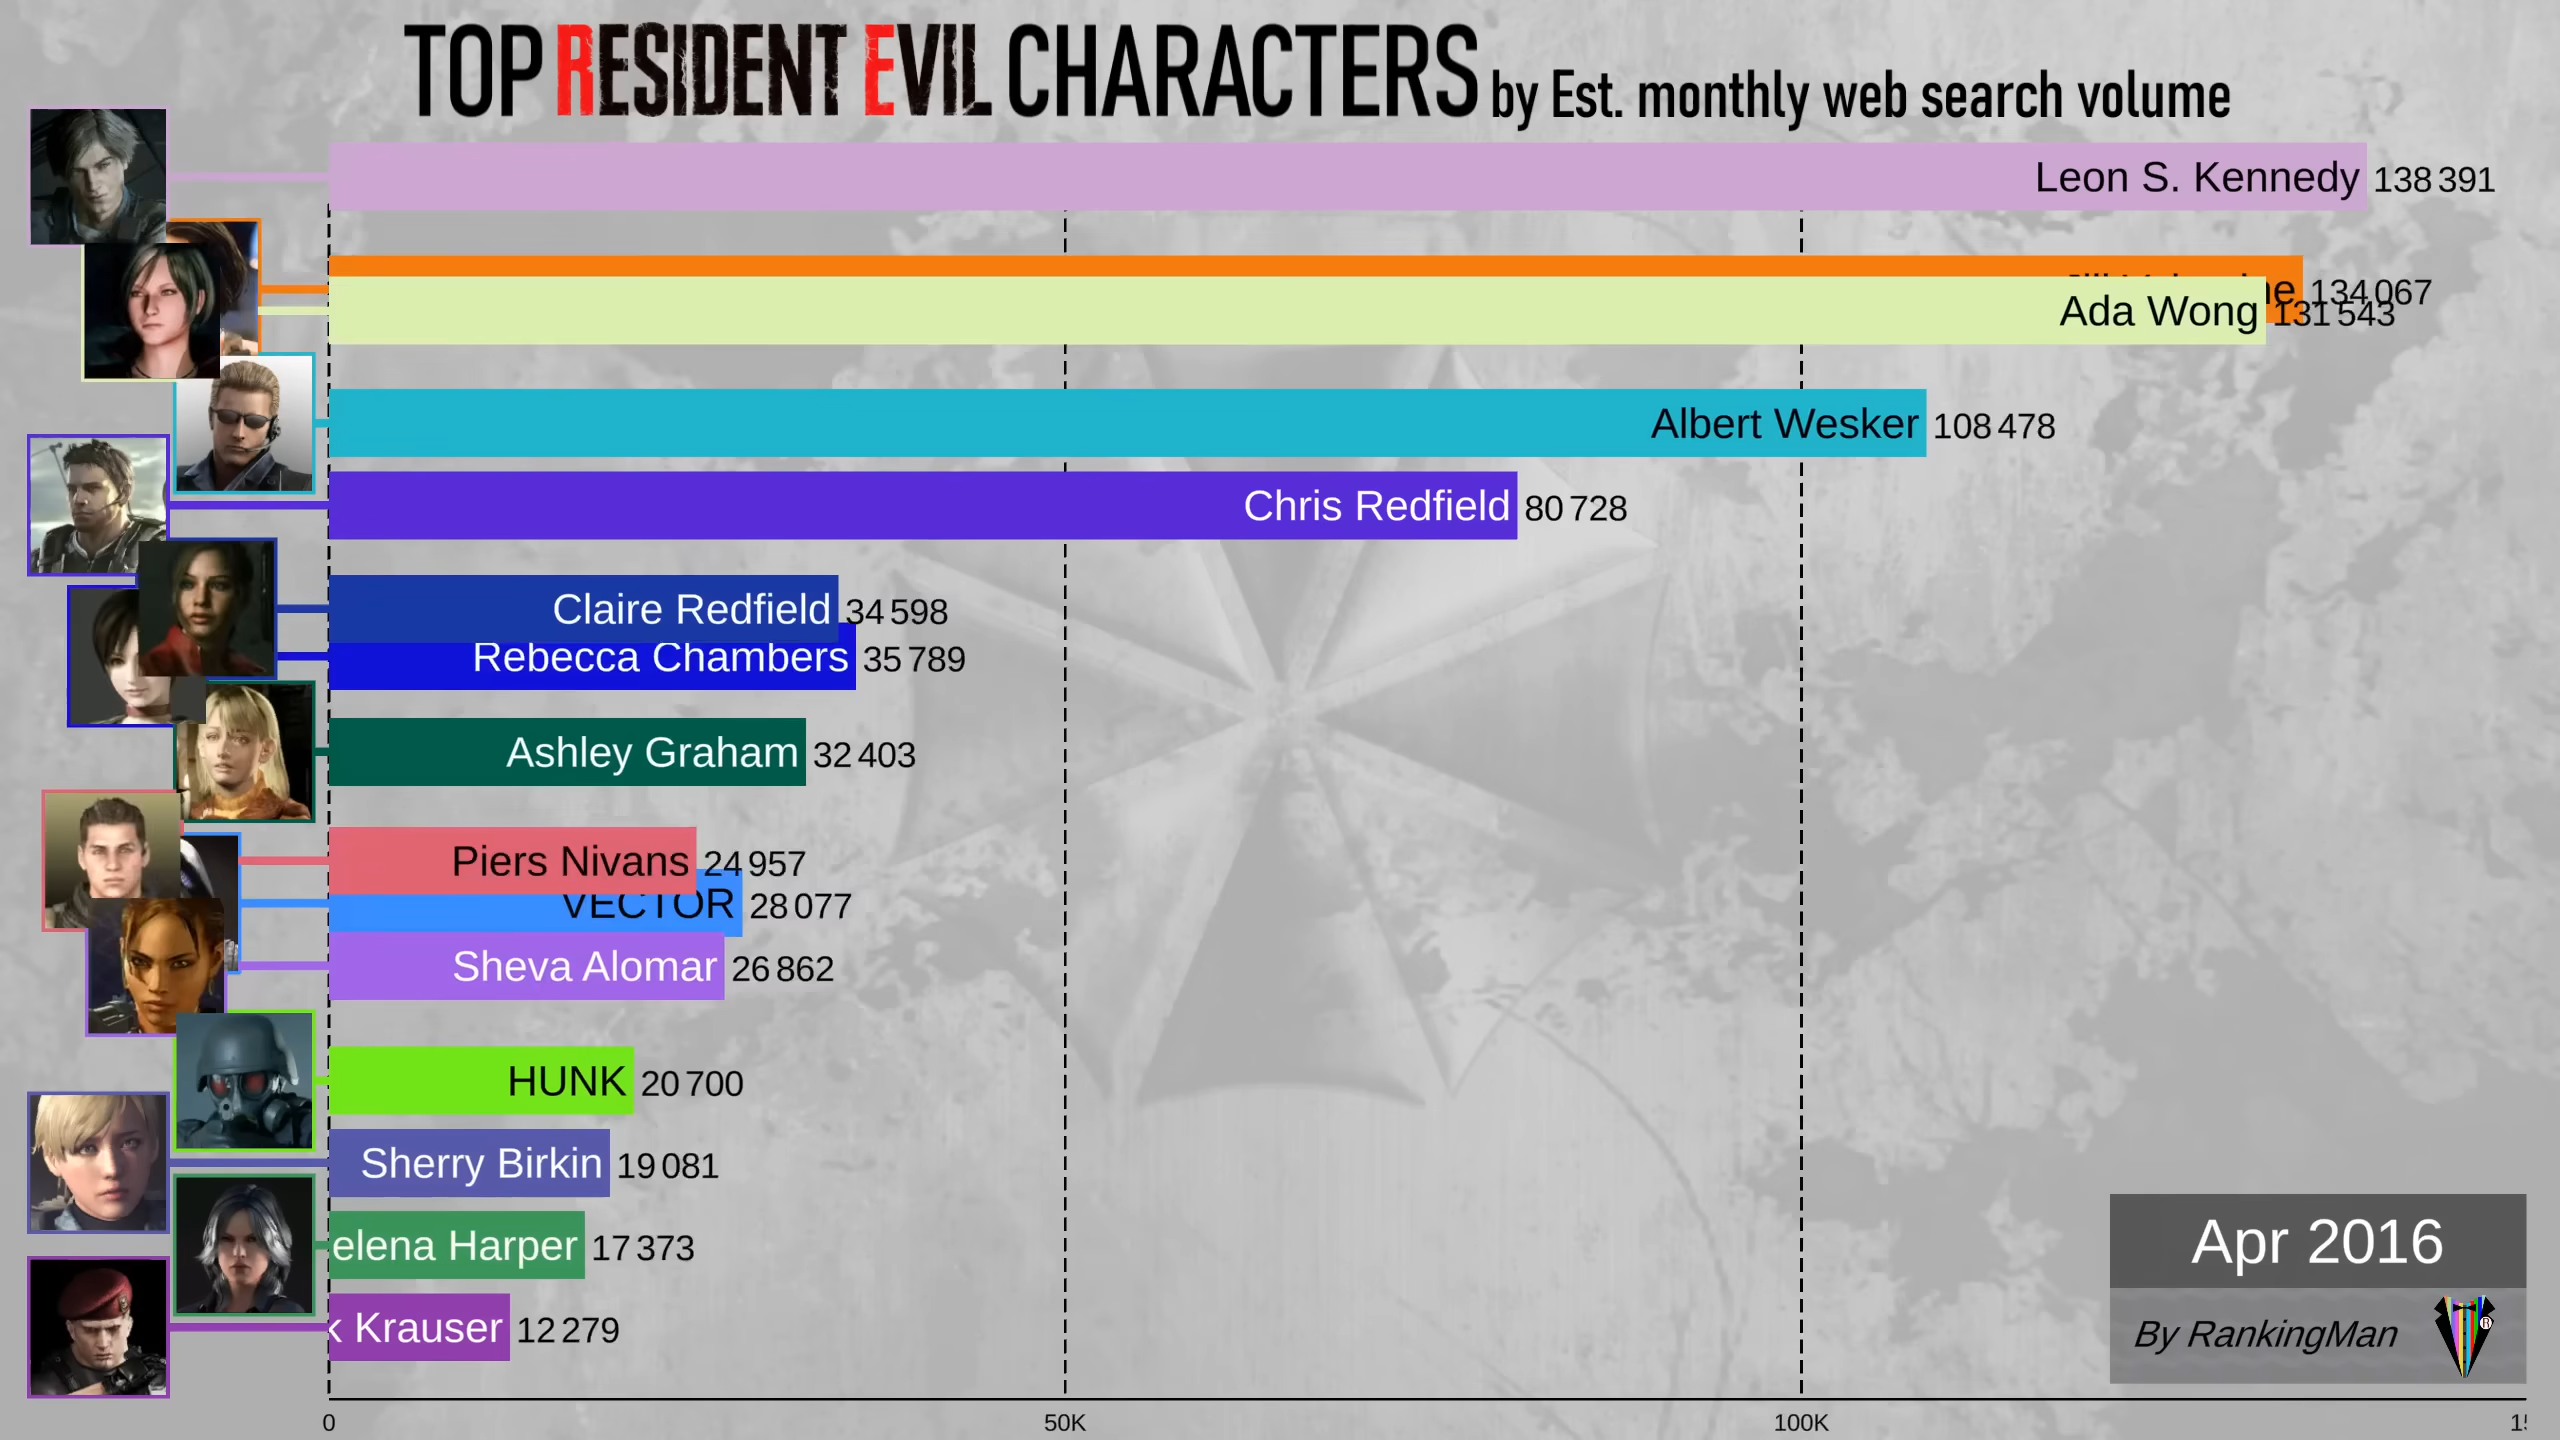 TOP RESIDENT EVIL CHARACTERS by Est. monthly web search volume
Leon S. Kennedy 138 391
134 067
Ada Wong 131 543
Albert Wesker 108 478
Chris Redfield 80 728
Claire Redfield 34 598
Rebecca Chambers 35 789
Ashley Graham 32 403
Piers Nivans 24 957
VECTOR 28 077
Sheva Alomar 26 862
HUNK 20 700
Sherry Birkin 19 081
elena Harper 17 373
k Krauser 12 279
Apr 2016
By RankingMan
0 50K 100K